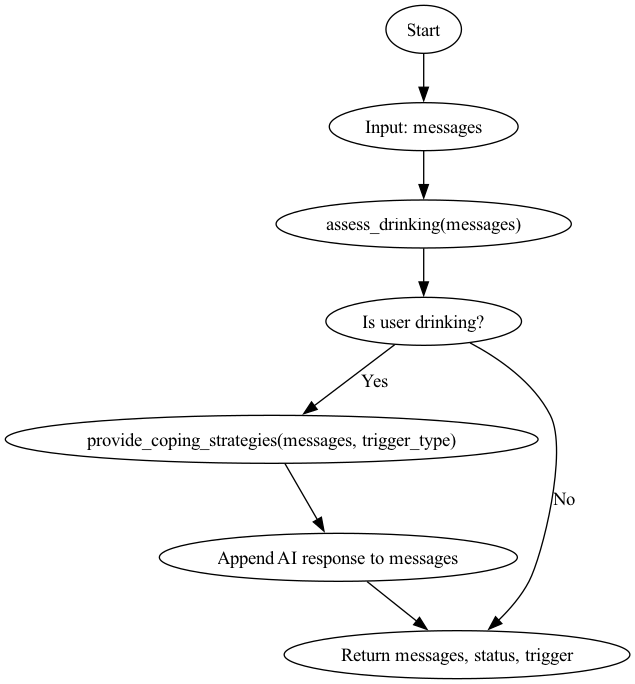 Start
Input: messages
assess_drinking(messages)
Is user drinking?
Yes
provide_coping_strategies(messages, trigger_type)
No
Append AI response to messages
Return messages, status, trigger